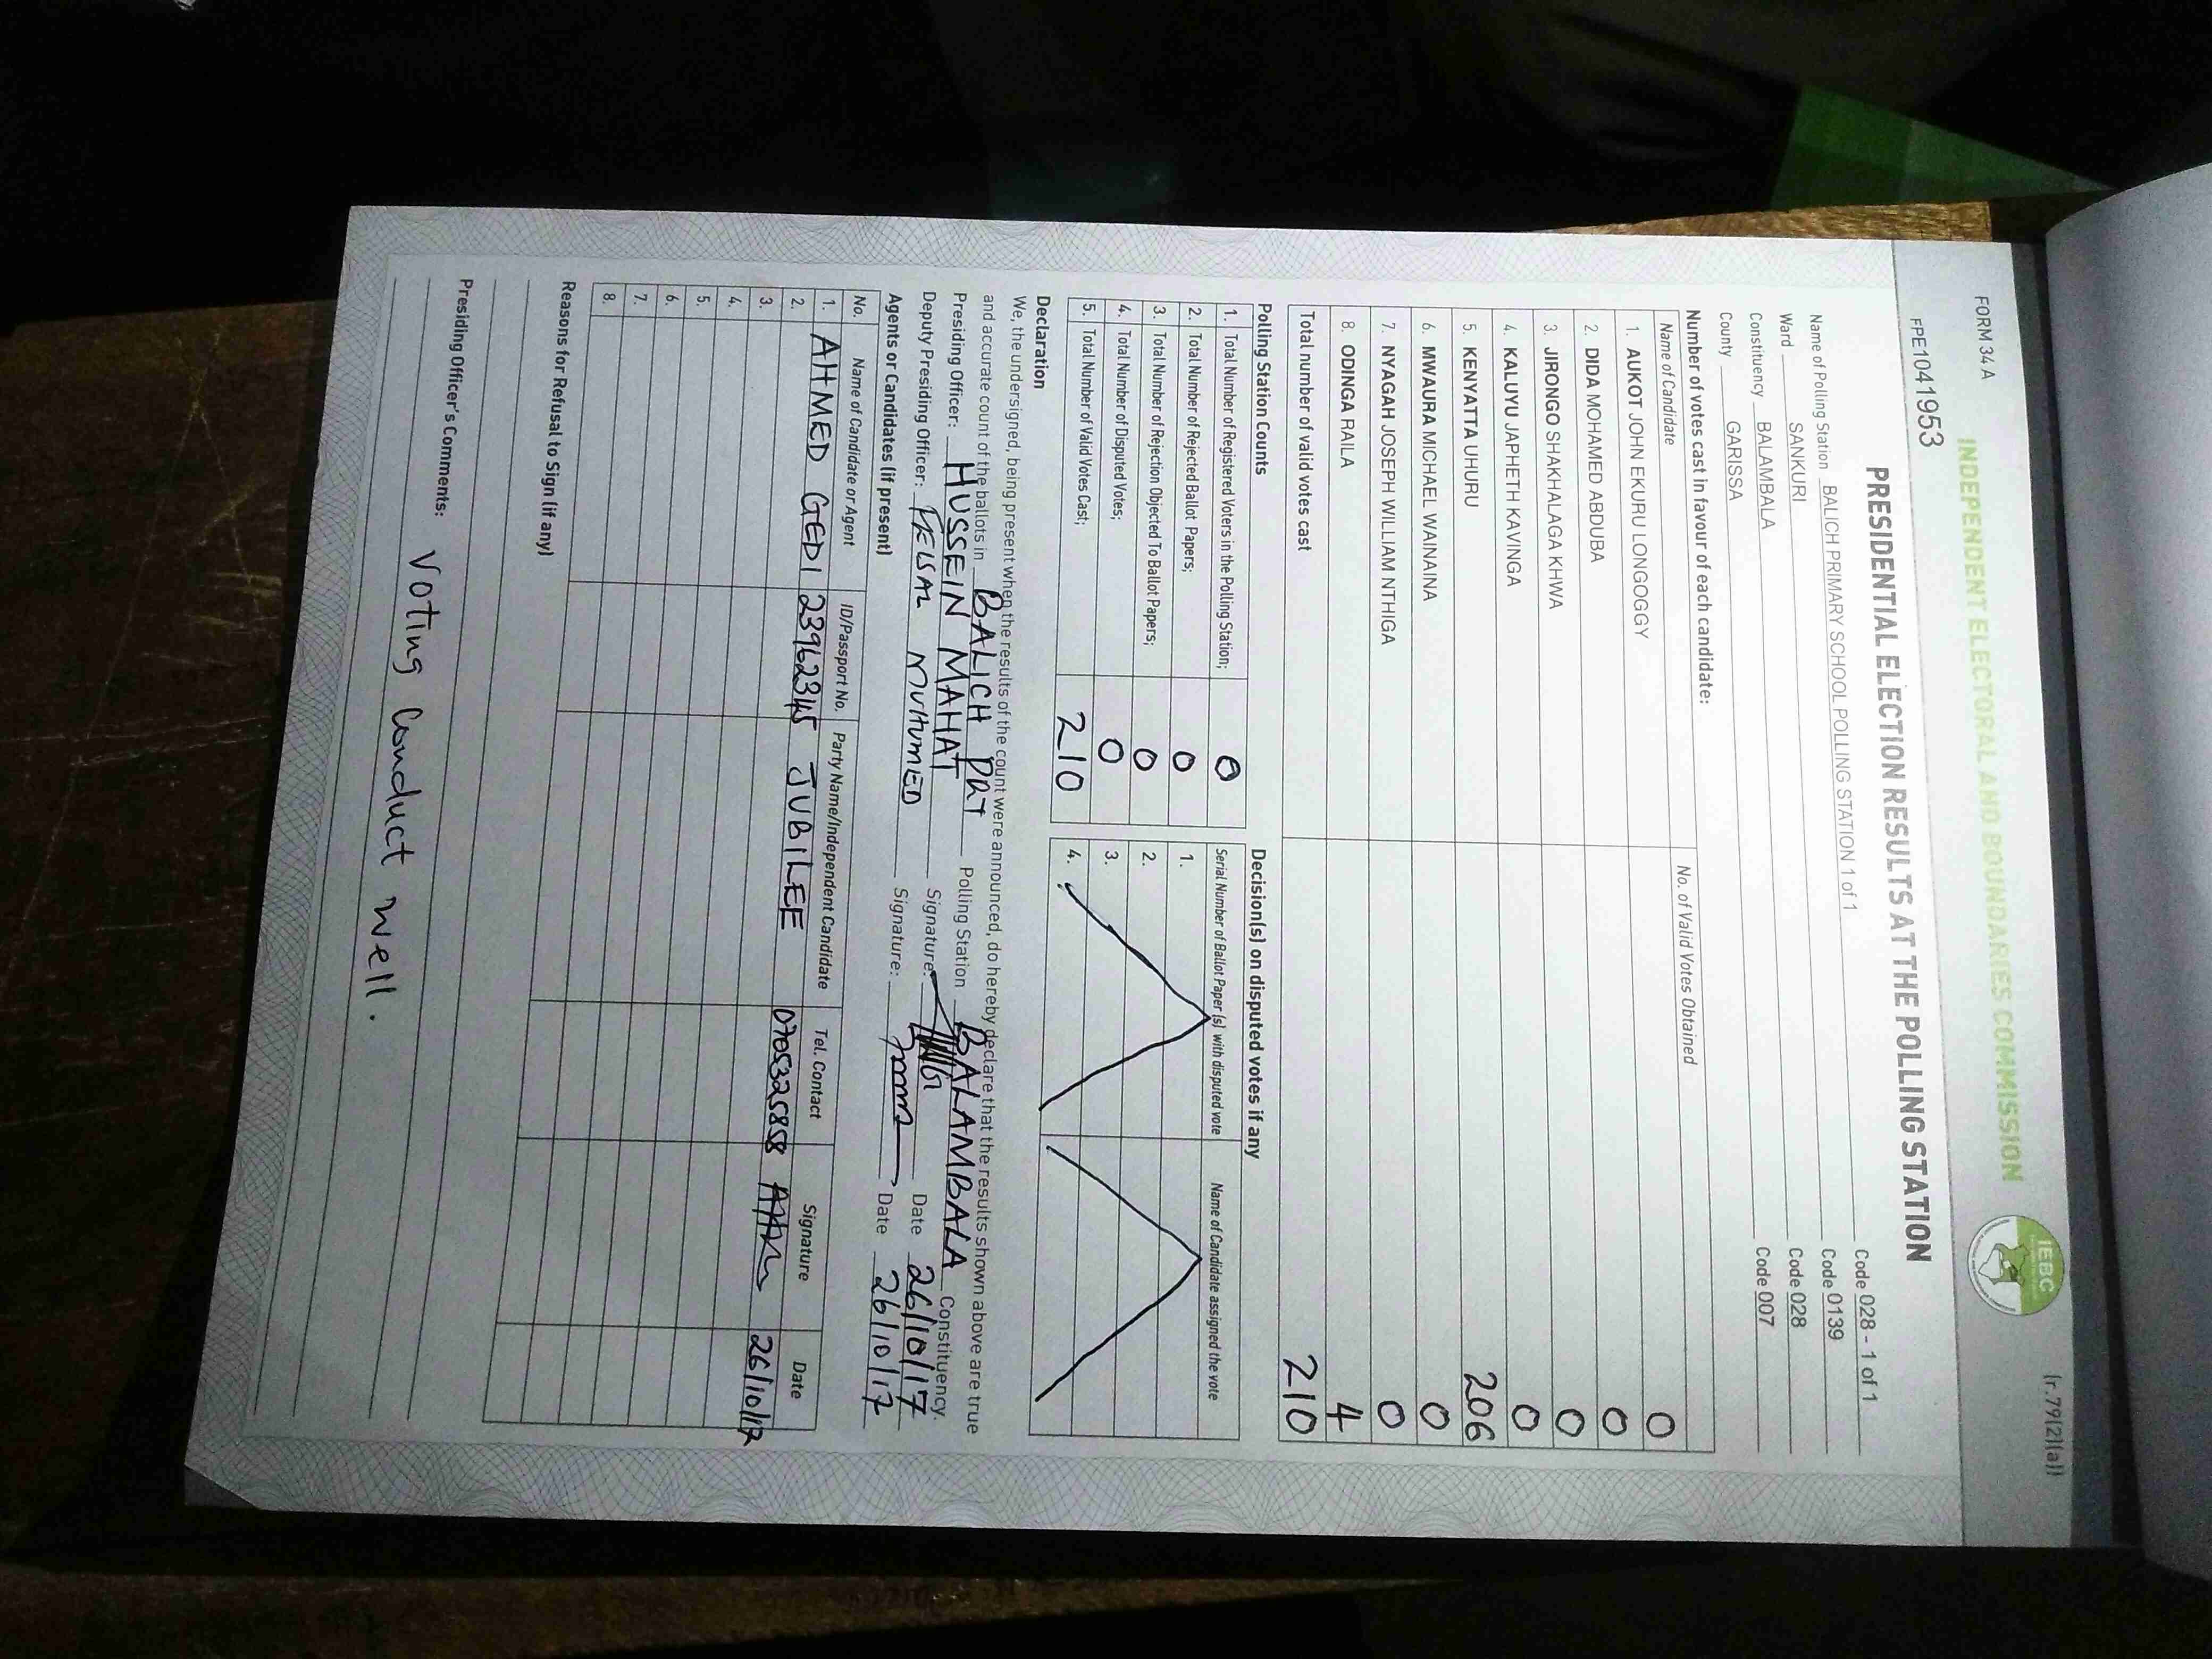 FORM 34 A
(r.79(2)(a))
INDEPENDENT ELECTORAL AND BOUNDARIES COMMISSION
IEBC
FPE1041953
PRESIDENTIAL ELECTION RESULTS AT THE POLLING STATION
Name of Polling Station BALICH PRIMARY SCHOOL POLLING STATION 1 of 1 Code 028 - 1 of 1
Ward SANKURI Code 0139
Constituency BALAMBALA Code 028
County GARISSA Code 007
Number of votes cast in favour of each candidate:
Name of Candidate No. of Valid Votes Obtained
1. AUKOT JOHN EKURU LONGOGGY 0
2. DIDA MOHAMED ABDUBA 0
3. JIRONGO SHAKHALAGA KHWA 0
4. KALUYU JAPHETH KAVINGA 0
5. KENYATTA UHURU 206
6. MWAURA MICHAEL WAINAINA 0
7. NYAGAH JOSEPH WILLIAM NTHIGA 0
8. ODINGA RAILA 4
Total number of valid votes cast 210
Polling Station Counts
1. Total Number of Registered Voters in the Polling Station; 0
2. Total Number of Rejected Ballot Papers; 0
3. Total Number of Rejection Objected To Ballot Papers; 0
4. Total Number of Disputed Votes; 0
5. Total Number of Valid Votes Cast; 210
Decision(s) on disputed votes if any
Serial Number of Ballot Paper(s) with disputed vote Name of Candidate assigned the vote
1.
2.
3.
4.
Declaration
We, the undersigned, being present when the results of the count were announced, do hereby declare that the results shown above are true
and accurate count of the ballots in BALICH PRT Polling Station BALAMBALA Constituency.
Presiding Officer: HUSSEIN MAHAT Signature: Date 26/10/17
Deputy Presiding Officer: Signature: Date 26/10/17
Agents or Candidates (if present)
No. Name of Candidate or Agent ID/Passport No. Party Name/Independent Candidate Tel. Contact Signature Date
1. AHMED GEDI 23962345 JUBILEE 0705325858 26/10/17
2.
3.
4.
5.
6.
7.
8.
Reasons for Refusal to Sign (if any)
Presiding Officer's Comments:
Voting conduct well.